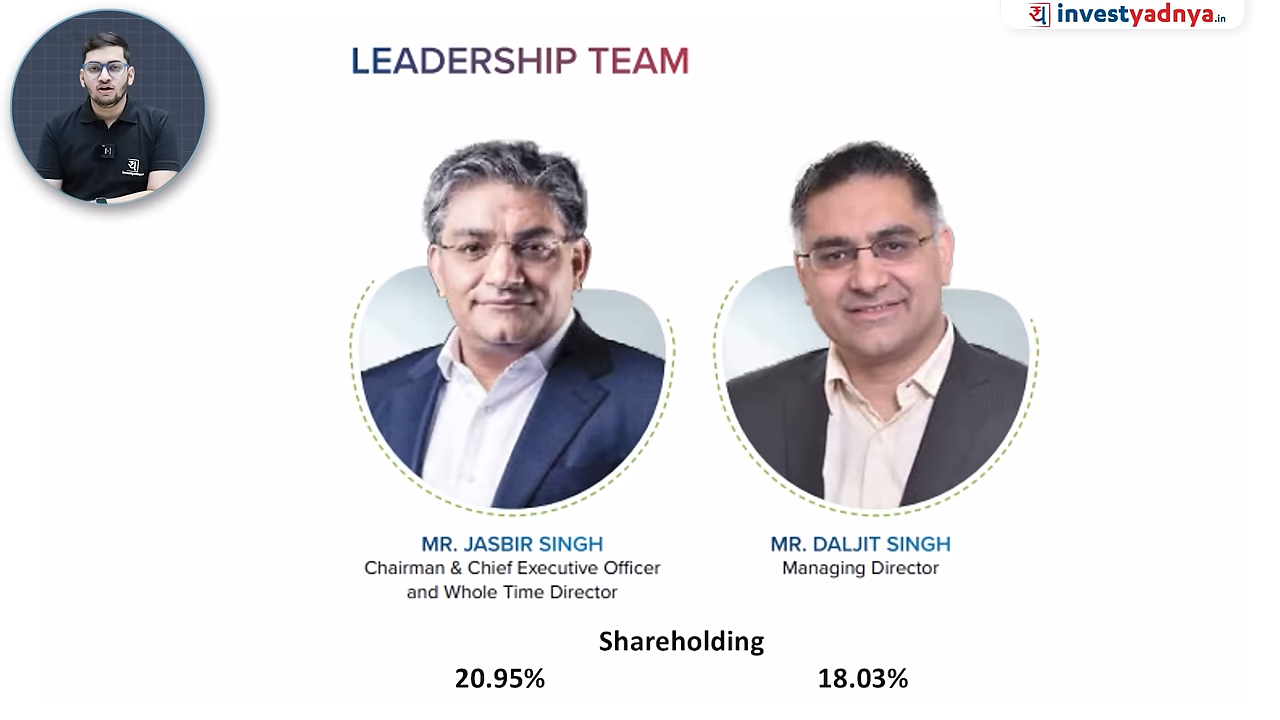 investyadnya.in
LEADERSHIP TEAM
MR. JASBIR SINGH
Chairman & Chief Executive Officer
and Whole Time Director
MR. DALJIT SINGH
Managing Director
Shareholding
20.95%
18.03%